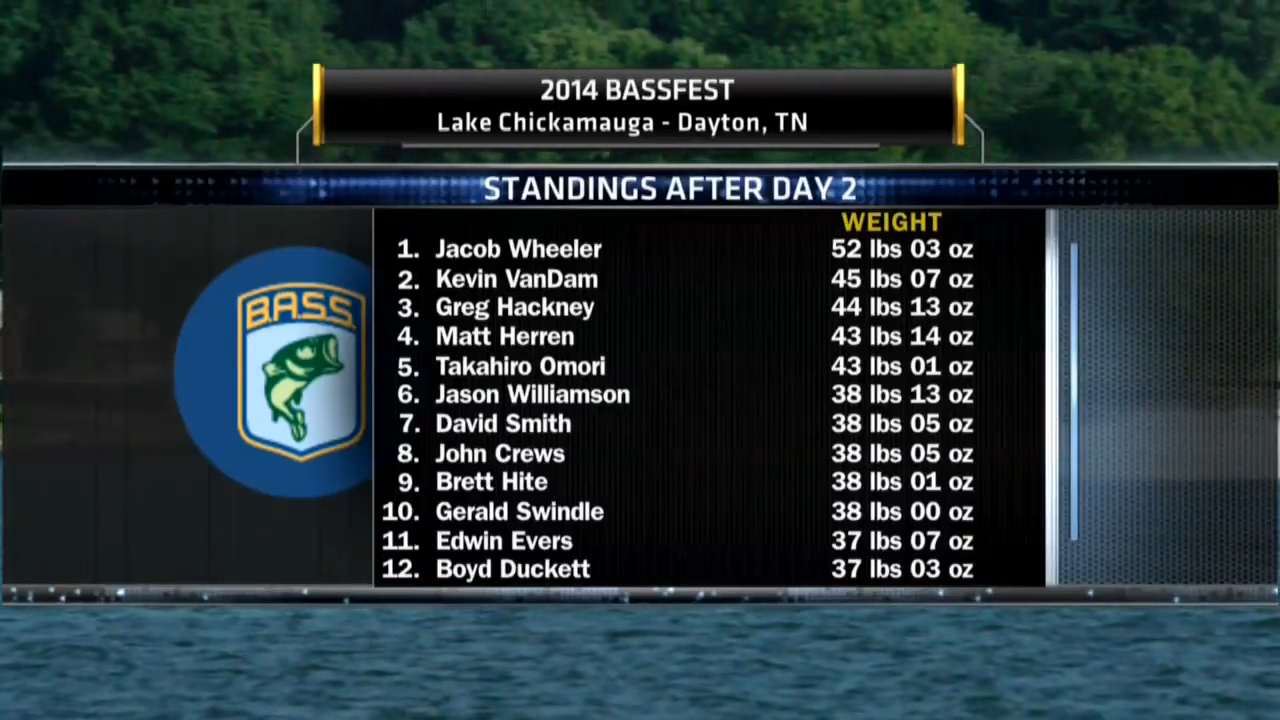 2014 BASSFEST
Lake Chickamauga - Dayton, TN
STANDINGS AFTER DAY 2
WEIGHT
1. Jacob Wheeler 52 lbs 03 oz
2. Kevin VanDam 45 lbs 07 oz
3. Greg Hackney 44 lbs 13 oz
4. Matt Herren 43 lbs 14 oz
5. Takahiro Omori 43 lbs 01 oz
6. Jason Williamson 38 lbs 13 oz
7. David Smith 38 lbs 05 oz
8. John Crews 38 lbs 05 oz
9. Brett Hite 38 lbs 01 oz
10. Gerald Swindle 38 lbs 00 oz
11. Edwin Evers 37 lbs 07 oz
12. Boyd Duckett 37 lbs 03 oz
B.A.S.S.